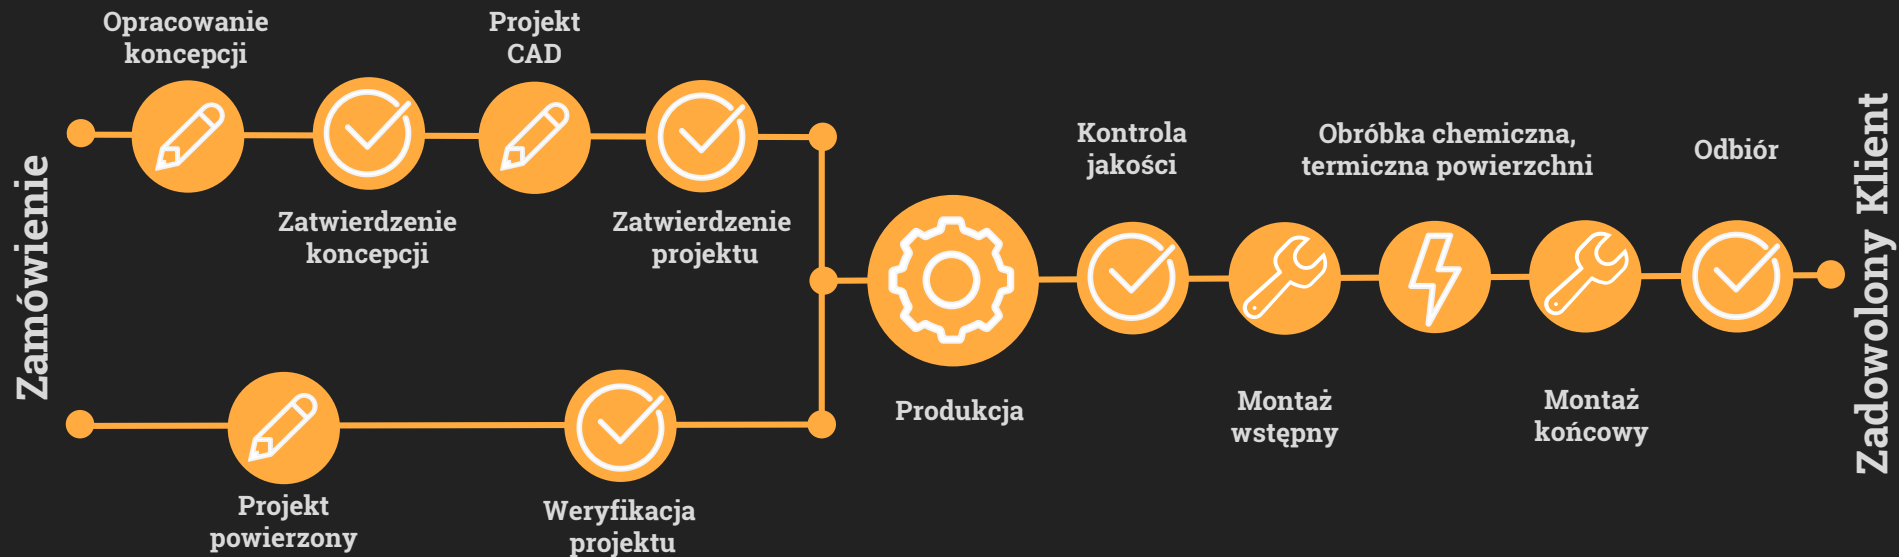 Zamówienie
Opracowanie
koncepcji
Zatwierdzenie
koncepcji
Projekt
CAD
Zatwierdzenie
projektu
Projekt
powierzony
Weryfikacja
projektu
Produkcja
Kontrola
jakości
Montaż
wstępny
Obróbka chemiczna,
termiczna powierzchni
Montaż
końcowy
Odbiór
Zadowolony Klient